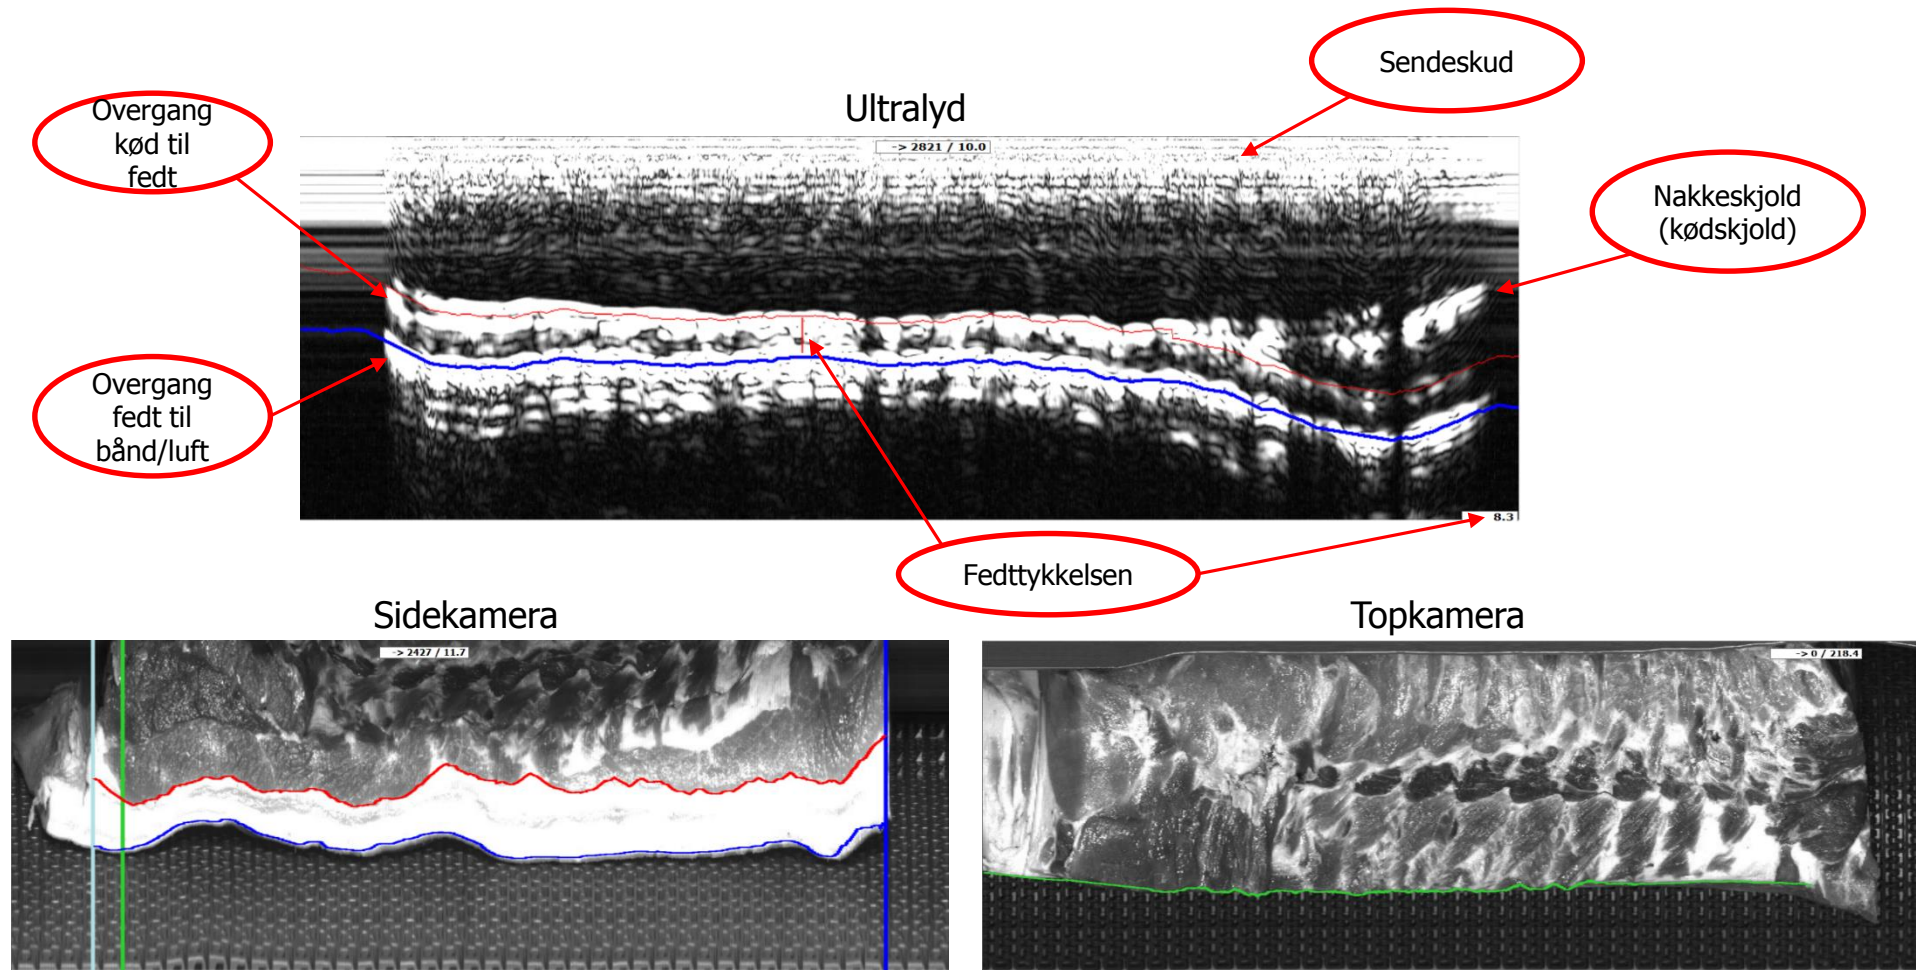 Sendeskud
Ultralyd
Overgang
kød til
fedt
-> 2821 / 10.0
Nakkeskjold
(kødskjold)
Overgang
fedt til
bånd/luft
8.3
Fedttykkelsen
Sidekamera
Topkamera
-> 2427 / 11.7
-> 0 / 218.4